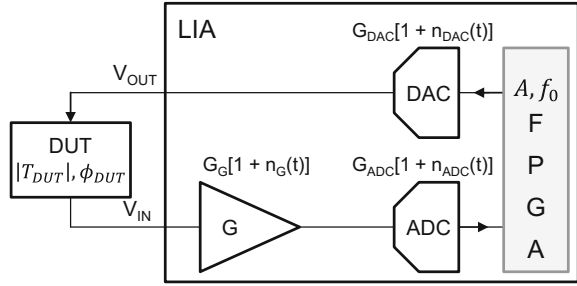 LIA
G_DAC[1 + n_DAC(t)]
V_OUT
DAC
A, f_0
F
P
G
A
DUT
|T_DUT|, ϕ_DUT
G_G[1 + n_G(t)]
G_ADC[1 + n_ADC(t)]
V_IN
G
ADC